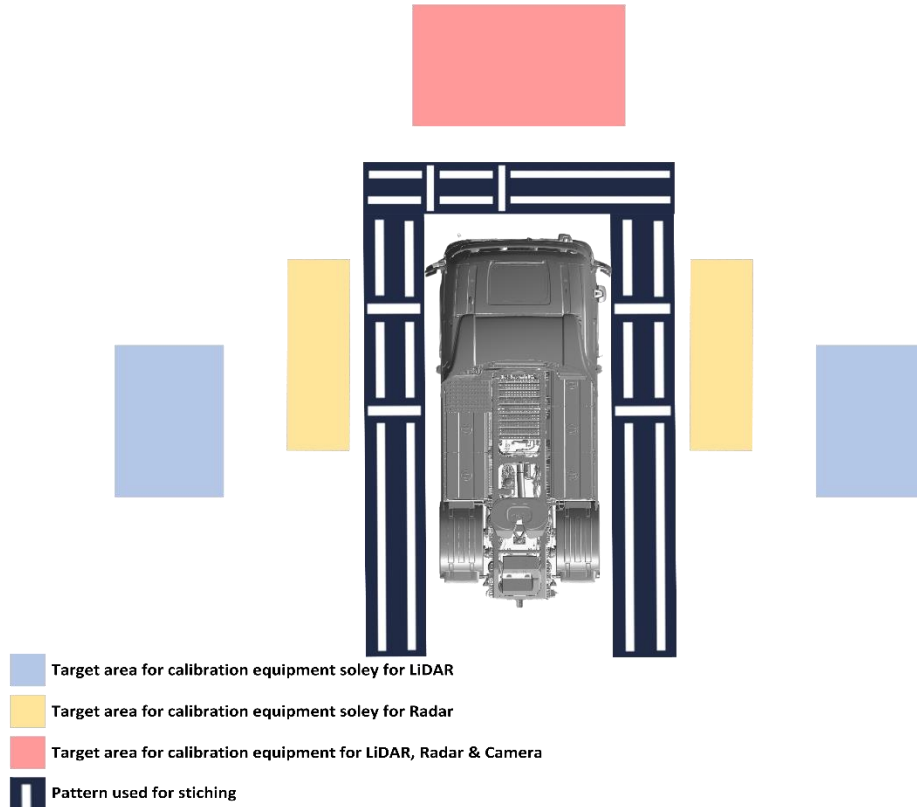 Target area for calibration equipment soley for LiDAR
Target area for calibration equipment soley for Radar
Target area for calibration equipment for LiDAR, Radar & Camera
Pattern used for stiching